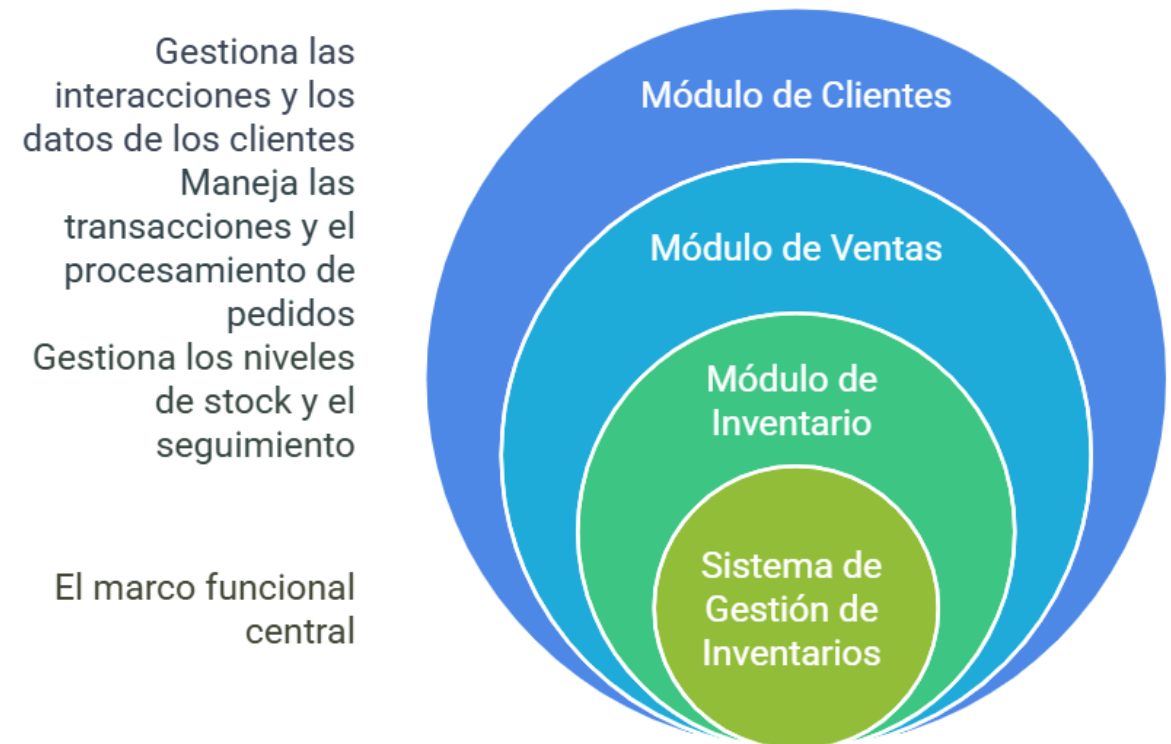 Gestiona las
interacciones y los
datos de los clientes
Maneja las
transacciones y el
procesamiento de
pedidos
Gestiona los niveles
de stock y el
seguimiento
El marco funcional
central
Módulo de Clientes
Módulo de Ventas
Módulo de
Inventario
Sistema de
Gestión de
Inventarios